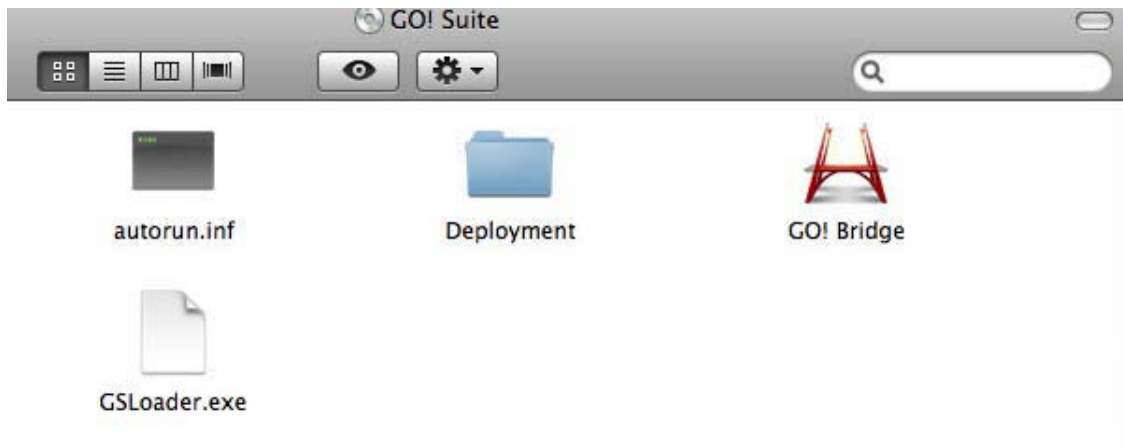 GO! Suite
autorun.inf
Deployment
GO! Bridge
GSLoader.exe